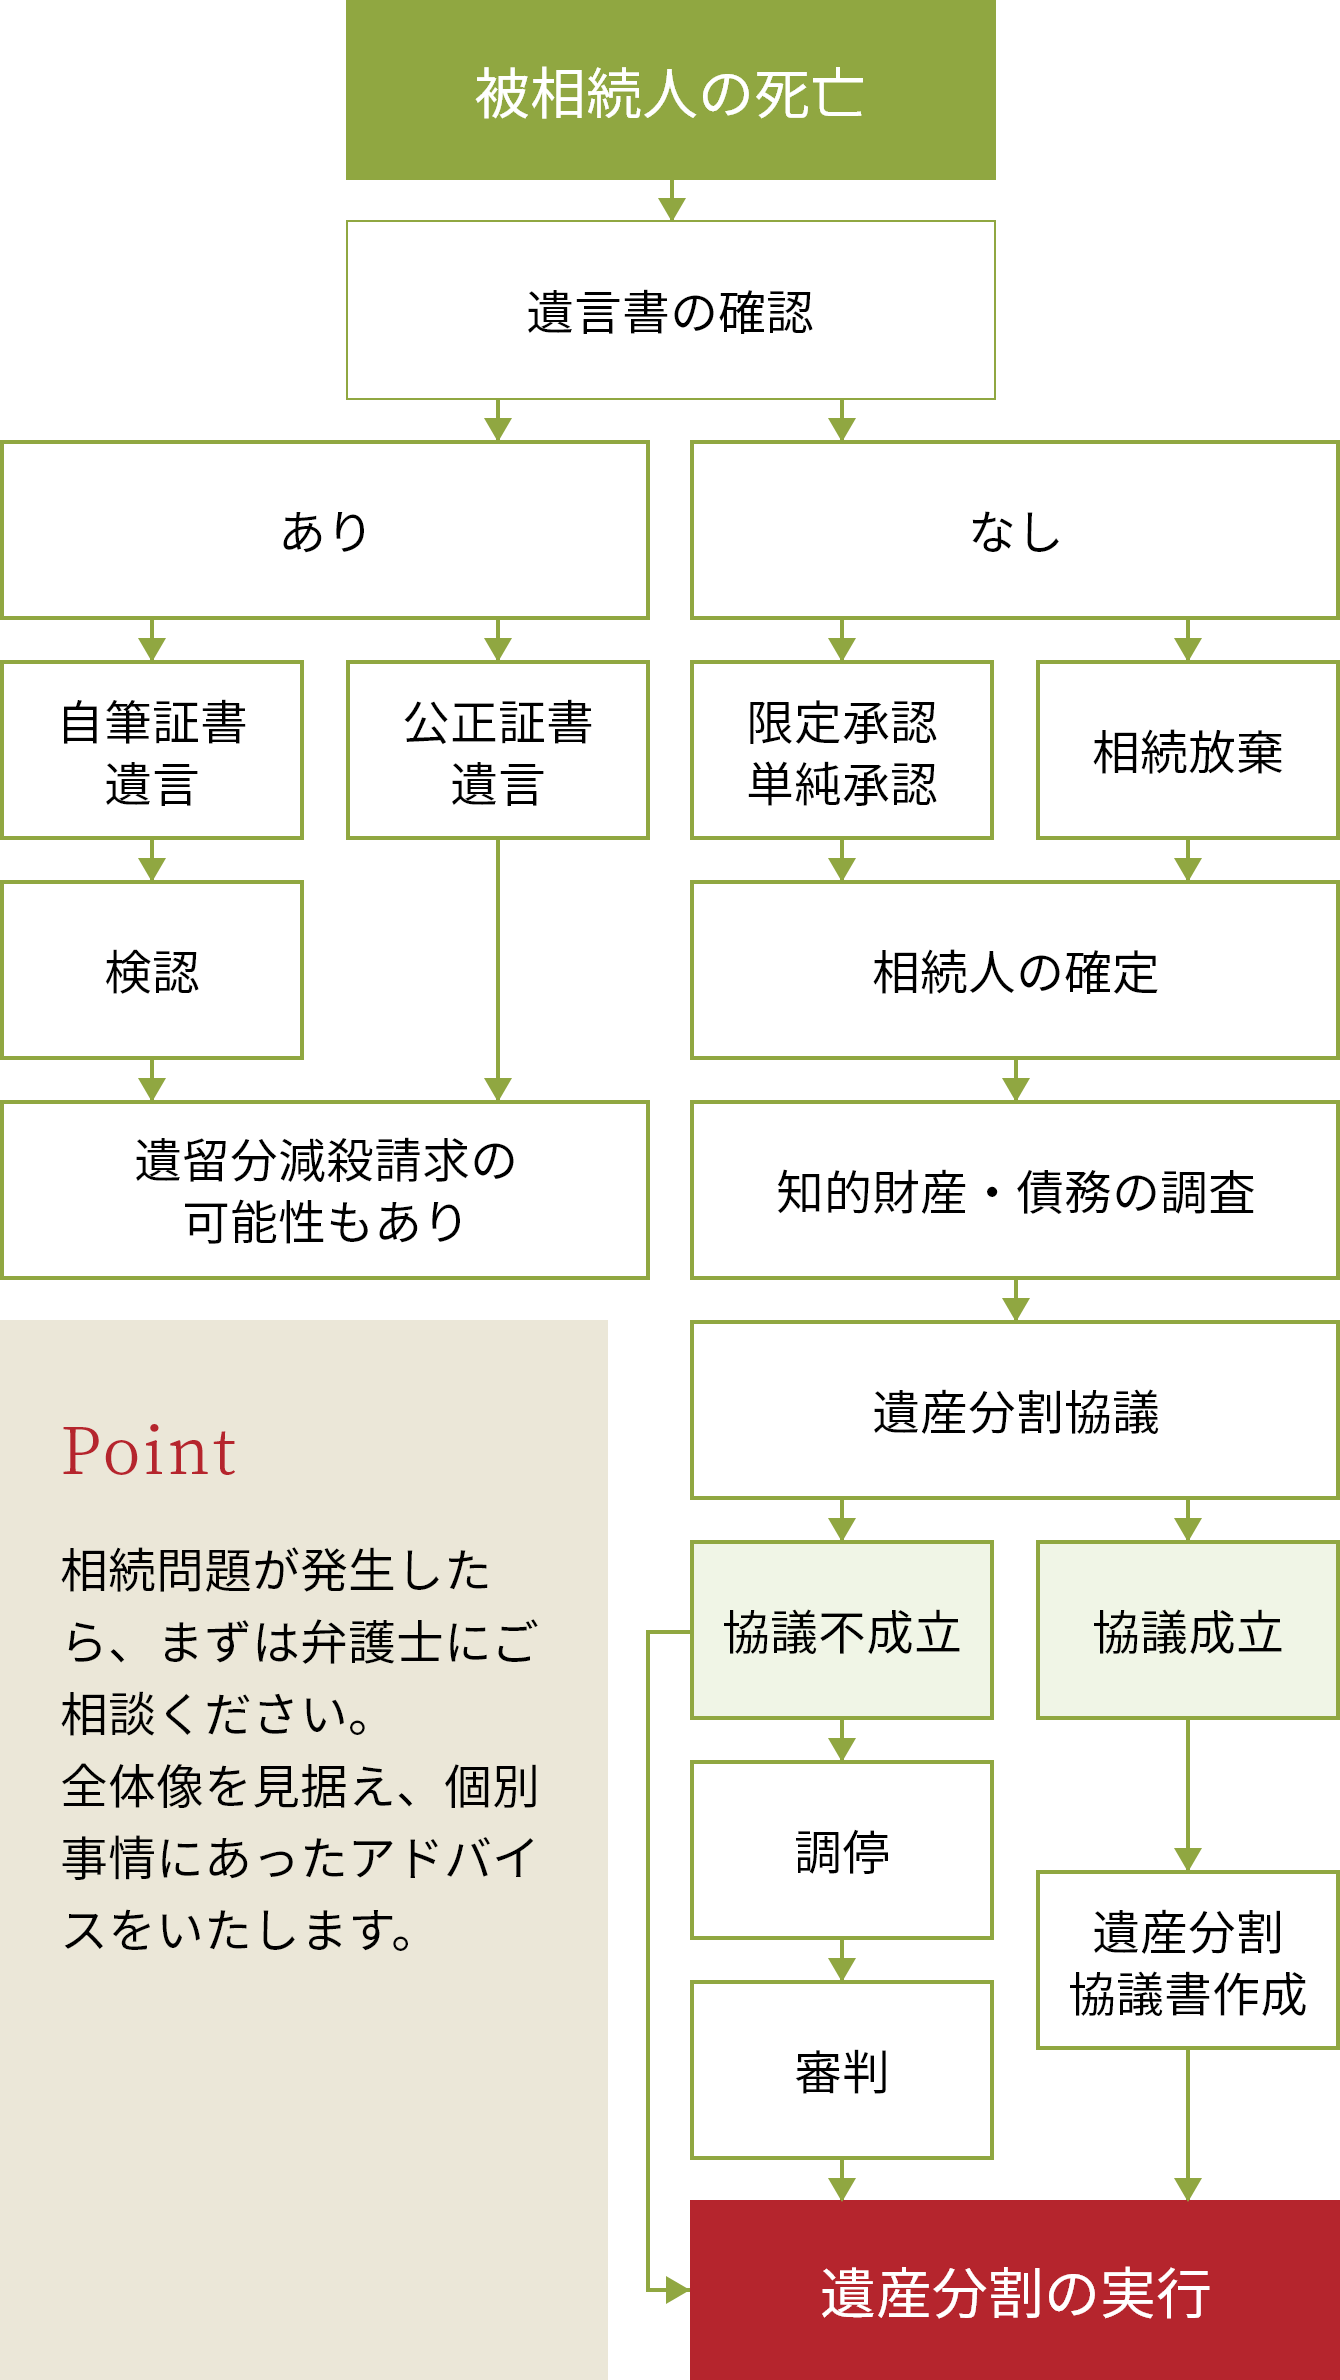 被相続人の死亡
遺言書の確認
あり
なし
自筆証書
遺言
公正証書
遺言
限定承認
単純承認
相続放棄
検認
相続人の確定
遺留分減殺請求の
可能性もあり
知的財産・債務の調査
遺産分割協議
協議不成立
協議成立
調停
遺産分割
協議書作成
審判
遺産分割の実行
Point
相続問題が発生した
ら、まずは弁護士にご
相談ください。
全体像を見据え、個別
事情にあったアドバイ
スをいたします。